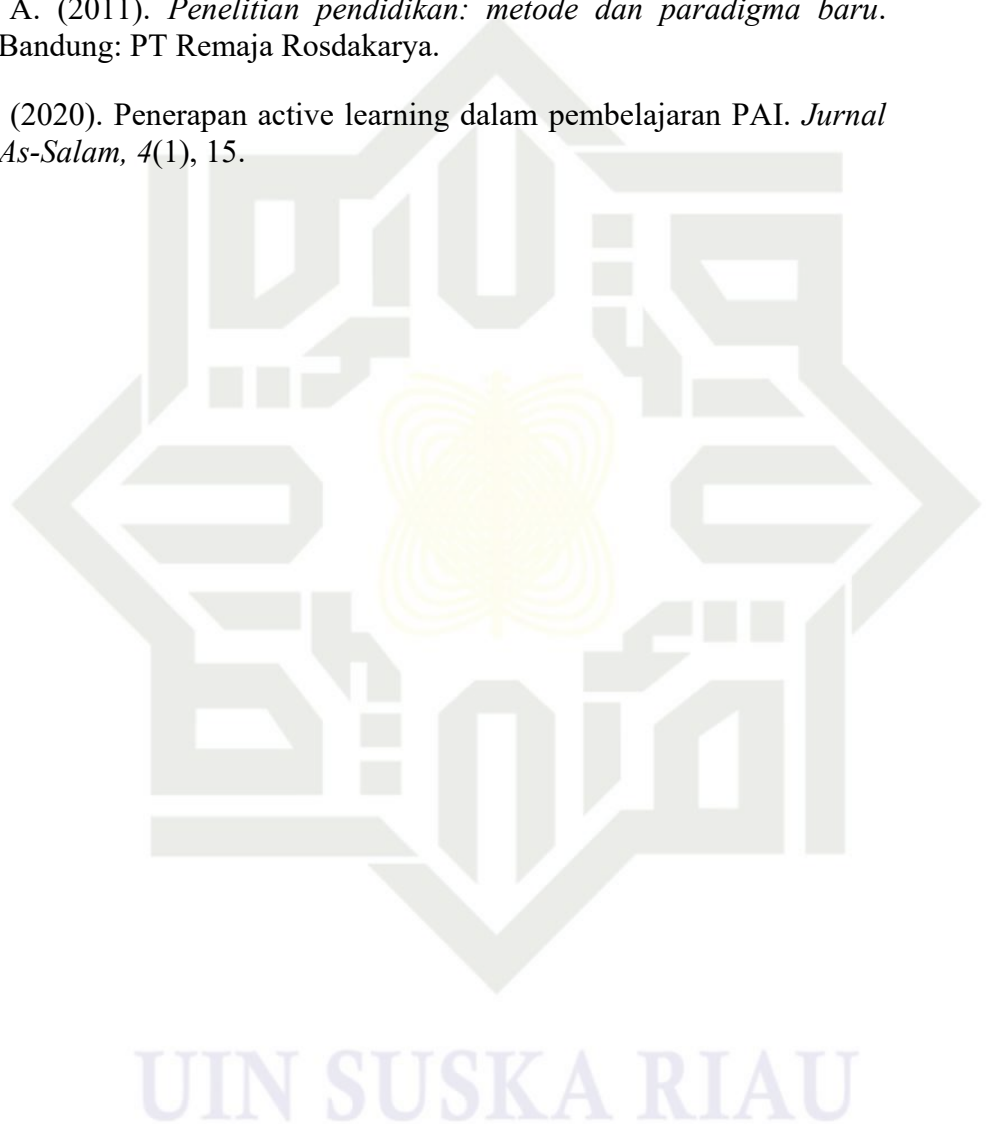 A. (2011). Penelitian pendidikan: metode dan paradigma baru.
Bandung: PT Remaja Rosdakarya.
(2020). Penerapan active learning dalam pembelajaran PAI. Jurnal
As-Salam, 4(1), 15.
UIN SUSKA RIAU